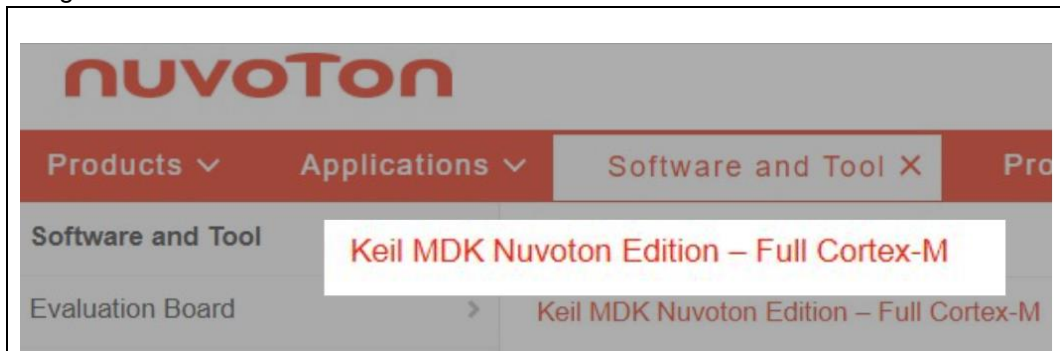 nuvoTon
Products Applications Software and Tool Pro
Software and Tool
Keil MDK Nuvoton Edition – Full Cortex-M
Evaluation Board
Keil MDK Nuvoton Edition – Full Cortex-M